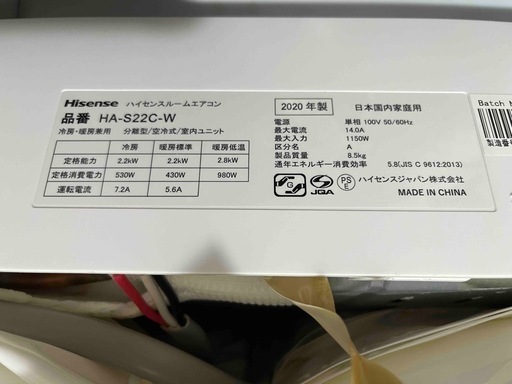 Hisense ハイセンスルームエアコン
品番 HA-S22C-W
冷房・暖房兼用 分離型/空冷式/室内ユニット
冷房 暖房標準 暖房低温
定格能力 2.2kW 2.2kW 2.8kW
定格消費電力 530W 430W 980W
運転電流 7.2A 5.6A
2020年製 日本国内家庭用
電源 単相 100V 50/60Hz
最大電流 14.0A
最大入力 1150W
区分名 A
製品質量 8.5kg
通年エネルギー消費効率 5.8(JIS C 9612:2013)
G JQA PSE ハイセンスジャパン株式会社
MADE IN CHINA
Batch
製造番号